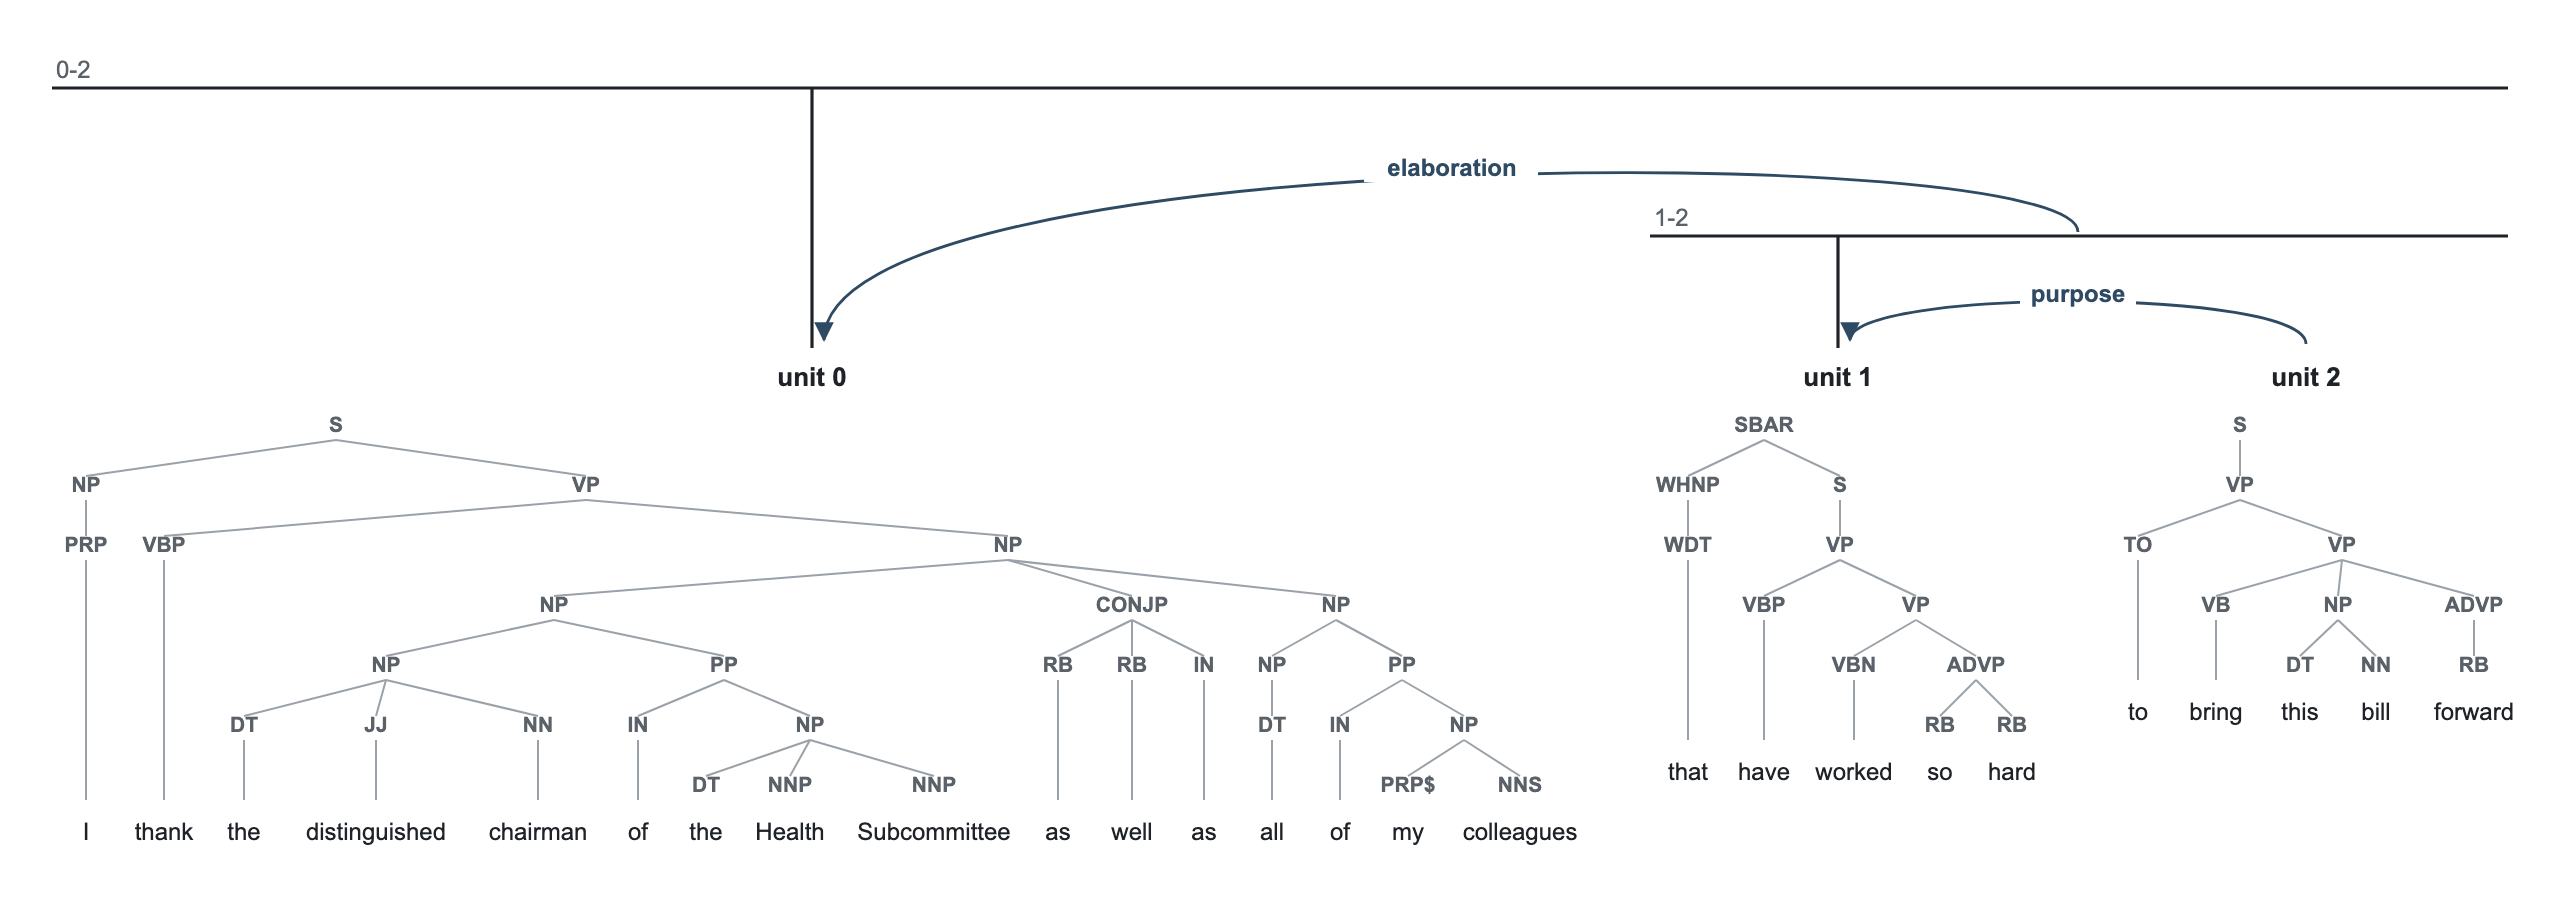 0-2
elaboration
1-2
purpose
unit 0 unit 1 unit 2
S SBAR S
NP VP WHNP S VP
PRP VBP NP WDT VP TO VP
NP CONJP NP VBP VP VB NP ADVP
NP PP RB RB IN NP PP VBN ADVP DT NN RB
to bring this bill forward
DT JJ NN IN NP DT IN NP RB RB
that have worked so hard
DT NNP NNP PRP$ NNS
I thank the distinguished chairman of the Health Subcommittee as well as all of my colleagues